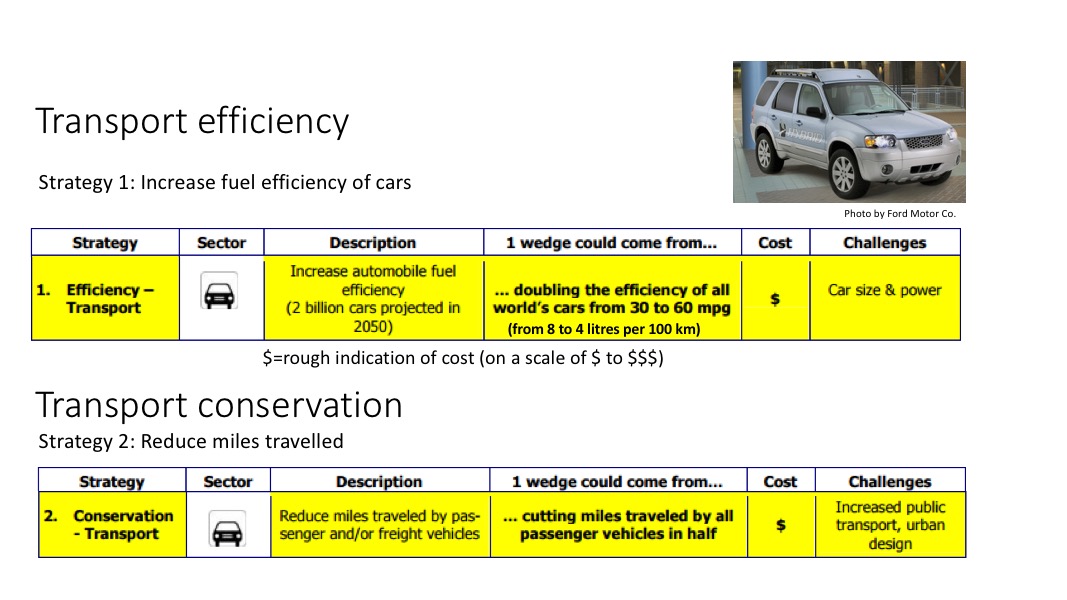 Transport efficiency
Strategy 1: Increase fuel efficiency of cars
Photo by Ford Motor Co.
Strategy Sector Description 1 wedge could come from... Cost Challenges
1. Efficiency –
Transport
Increase automobile fuel
efficiency
(2 billion cars projected in
2050)
... doubling the efficiency of all
world's cars from 30 to 60 mpg
(from 8 to 4 litres per 100 km)
$
Car size & power
$=rough indication of cost (on a scale of $ to $$$)
Transport conservation
Strategy 2: Reduce miles travelled
Strategy Sector Description 1 wedge could come from... Cost Challenges
2. Conservation
- Transport
Reduce miles traveled by pas-
senger and/or freight vehicles
... cutting miles traveled by all
passenger vehicles in half
$
Increased public
transport, urban
design